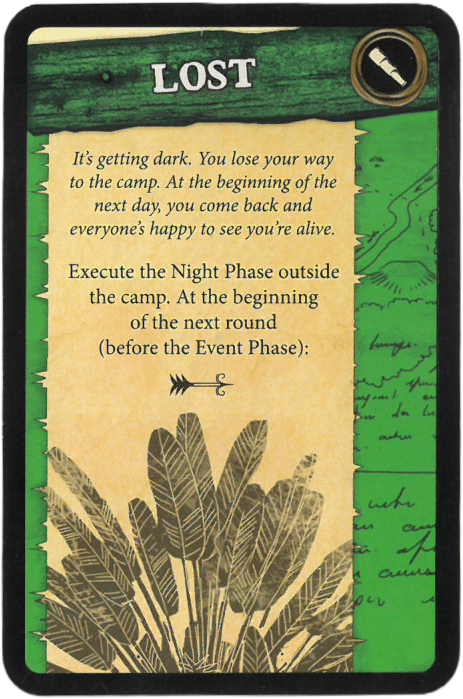 LOST
It's getting dark. You lose your way
to the camp. At the beginning of the
next day, you come back and
everyone's happy to see you're alive.
Execute the Night Phase outside
the camp. At the beginning
of the next round
(before the Event Phase):